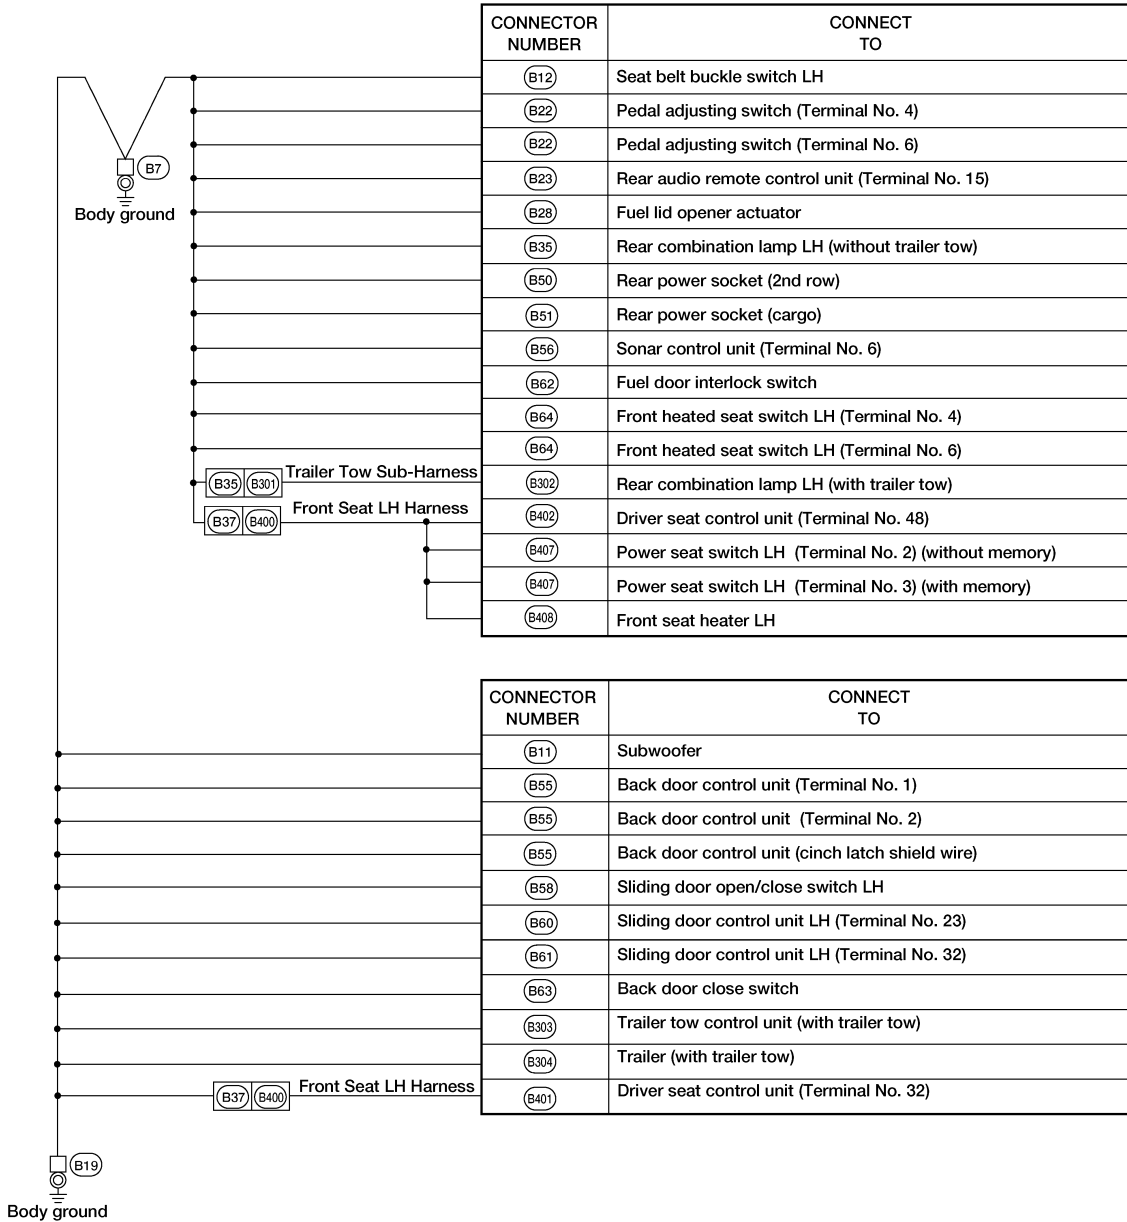 CONNECTOR NUMBER CONNECT TO
B12 Seat belt buckle switch LH
B22 Pedal adjusting switch (Terminal No. 4)
B22 Pedal adjusting switch (Terminal No. 6)
B7
B23 Rear audio remote control unit (Terminal No. 15)
Body ground
B28 Fuel lid opener actuator
B35 Rear combination lamp LH (without trailer tow)
B50 Rear power socket (2nd row)
B51 Rear power socket (cargo)
B56 Sonar control unit (Terminal No. 6)
B62 Fuel door interlock switch
B64 Front heated seat switch LH (Terminal No. 4)
B64 Front heated seat switch LH (Terminal No. 6)
B35 B301 Trailer Tow Sub-Harness B302 Rear combination lamp LH (with trailer tow)
B37 B400 Front Seat LH Harness B402 Driver seat control unit (Terminal No. 48)
B407 Power seat switch LH (Terminal No. 2) (without memory)
B407 Power seat switch LH (Terminal No. 3) (with memory)
B408 Front seat heater LH
CONNECTOR NUMBER CONNECT TO
B11 Subwoofer
B55 Back door control unit (Terminal No. 1)
B55 Back door control unit (Terminal No. 2)
B55 Back door control unit (cinch latch shield wire)
B58 Sliding door open/close switch LH
B60 Sliding door control unit LH (Terminal No. 23)
B61 Sliding door control unit LH (Terminal No. 32)
B63 Back door close switch
B303 Trailer tow control unit (with trailer tow)
B304 Trailer (with trailer tow)
B37 B400 Front Seat LH Harness B401 Driver seat control unit (Terminal No. 32)
B19
Body ground